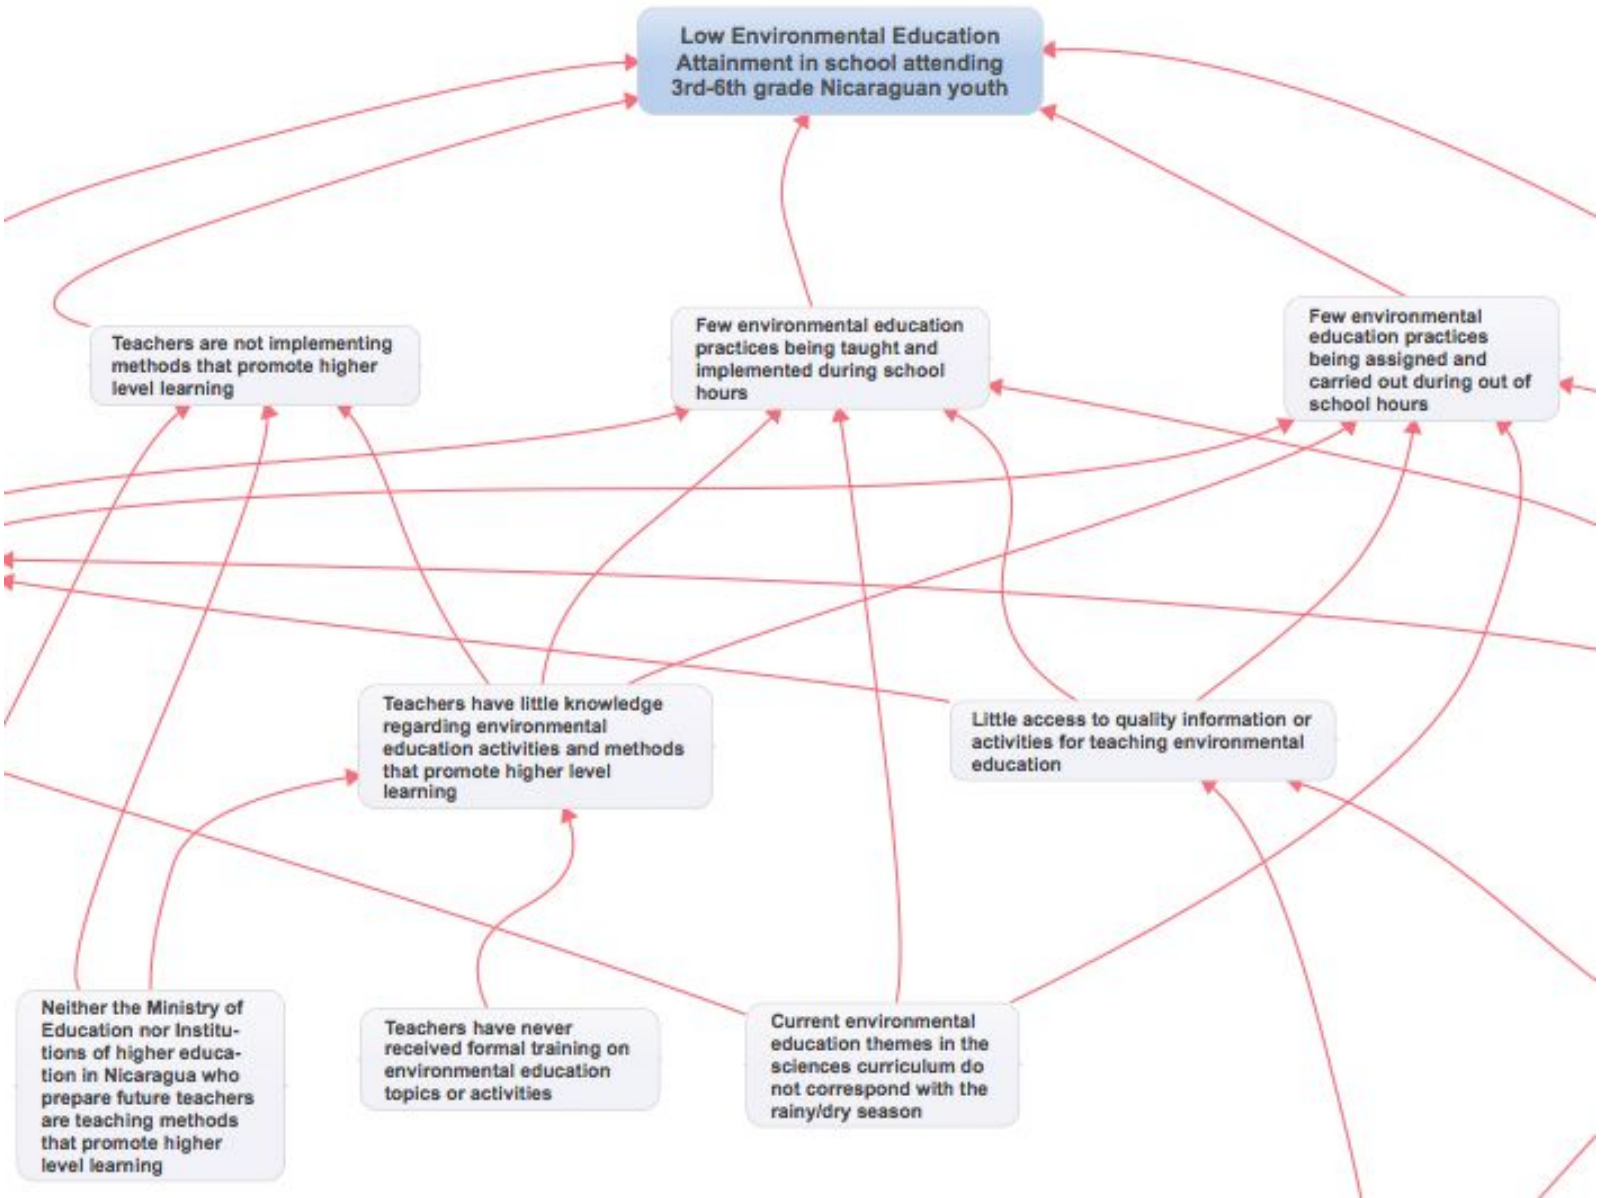 Low Environmental Education
Attainment in school attending
3rd-6th grade Nicaraguan youth
Teachers are not implementing
methods that promote higher
level learning
Few environmental education
practices being taught and
implemented during school
hours
Few environmental
education practices
being assigned and
carried out during out of
school hours
Teachers have little knowledge
regarding environmental
education activities and methods
that promote higher level
learning
Little access to quality information or
activities for teaching environmental
education
Neither the Ministry of
Education nor Institu-
tions of higher educa-
tion in Nicaragua who
prepare future teachers
are teaching methods
that promote higher
level learning
Teachers have never
received formal training on
environmental education
topics or activities
Current environmental
education themes in the
sciences curriculum do
not correspond with the
rainy/dry season